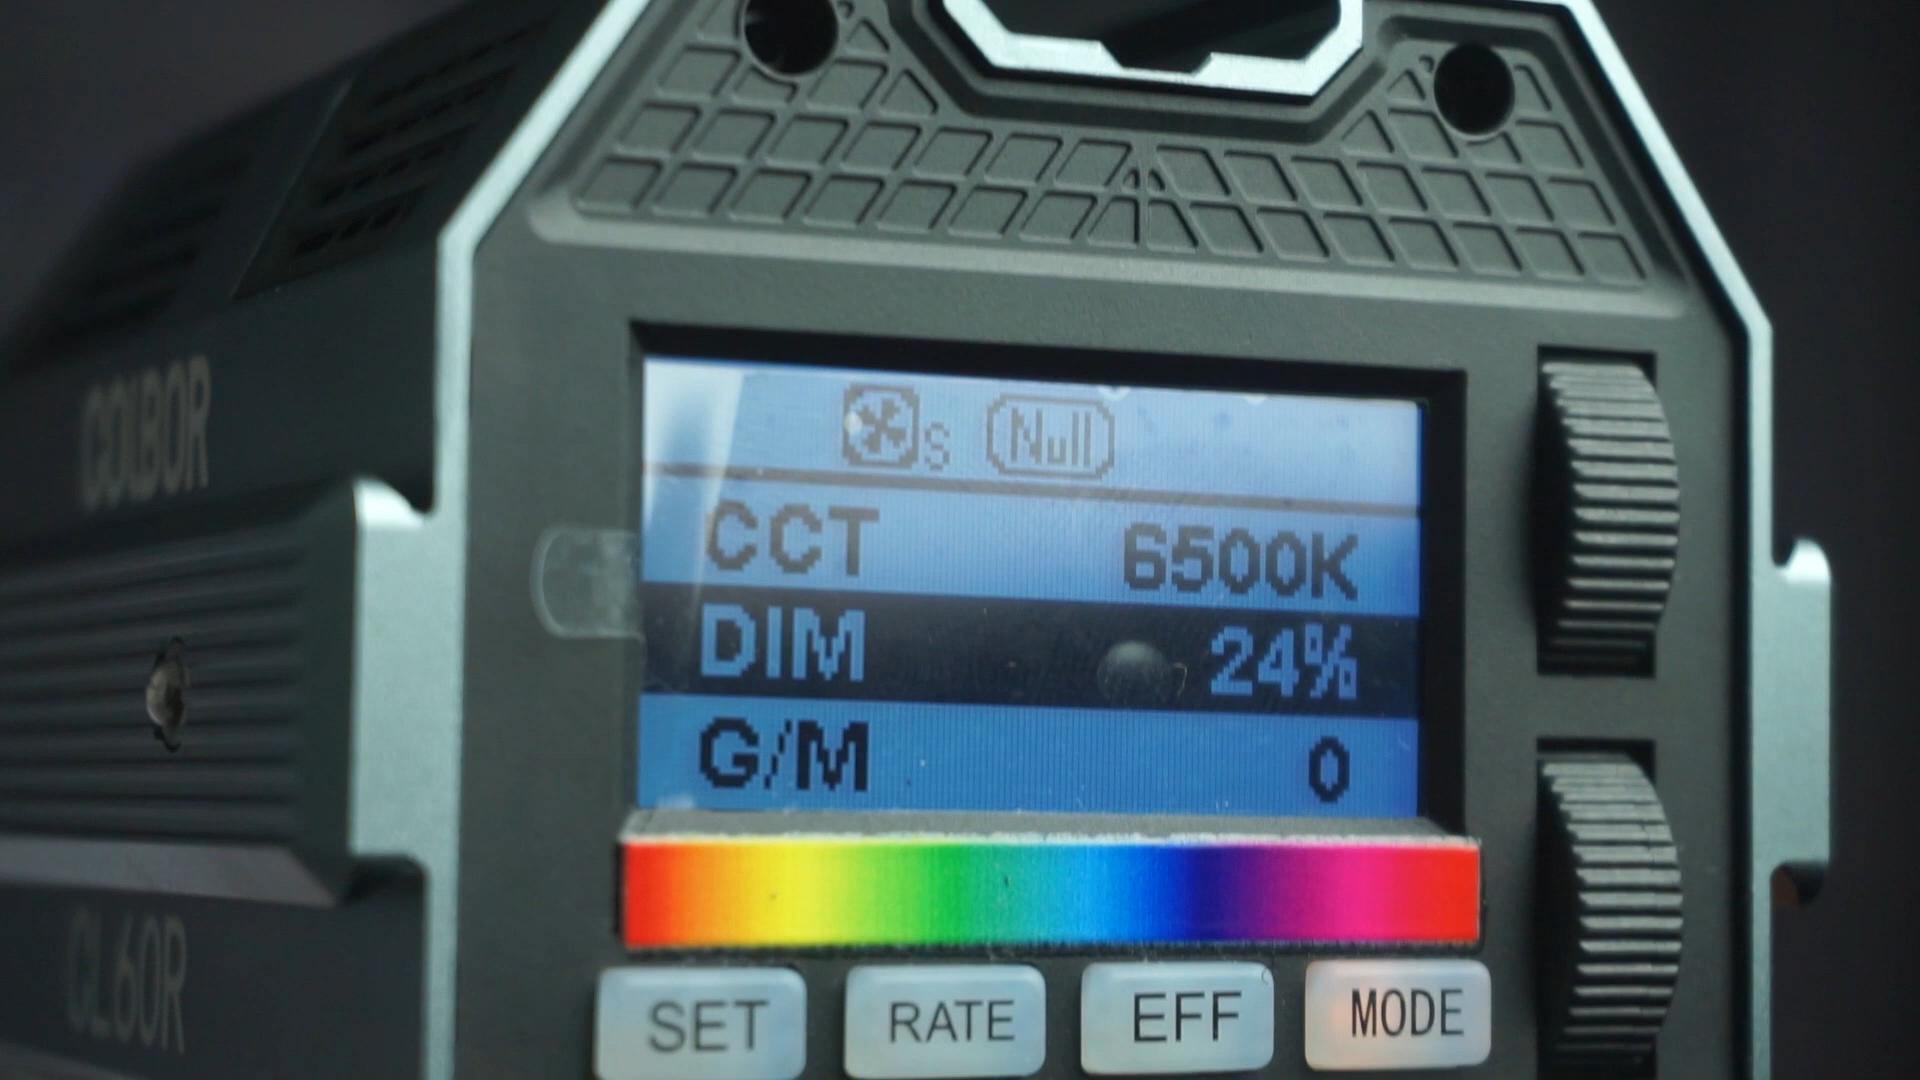 COLBOR
CL60R
S Null
CCT 6500K
DIM 24%
G/M 0
SET RATE EFF MODE